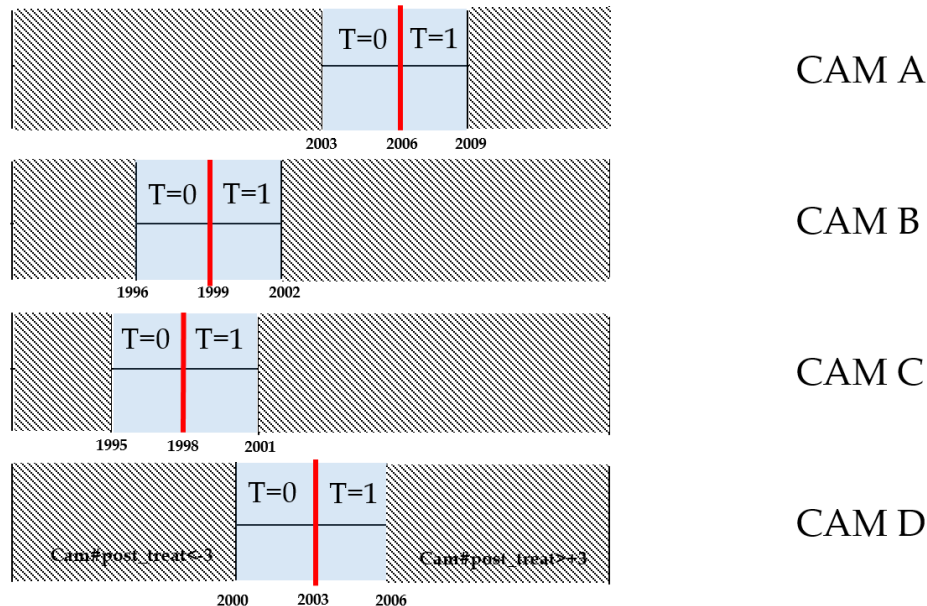 T=0 T=1
CAM A
2003 2006 2009
T=0 T=1
CAM B
1996 1999 2002
T=0 T=1
CAM C
1995 1998 2001
T=0 T=1
CAM D
Cam#post_treat<-3 Cam#post_treat>+3
2000 2003 2006